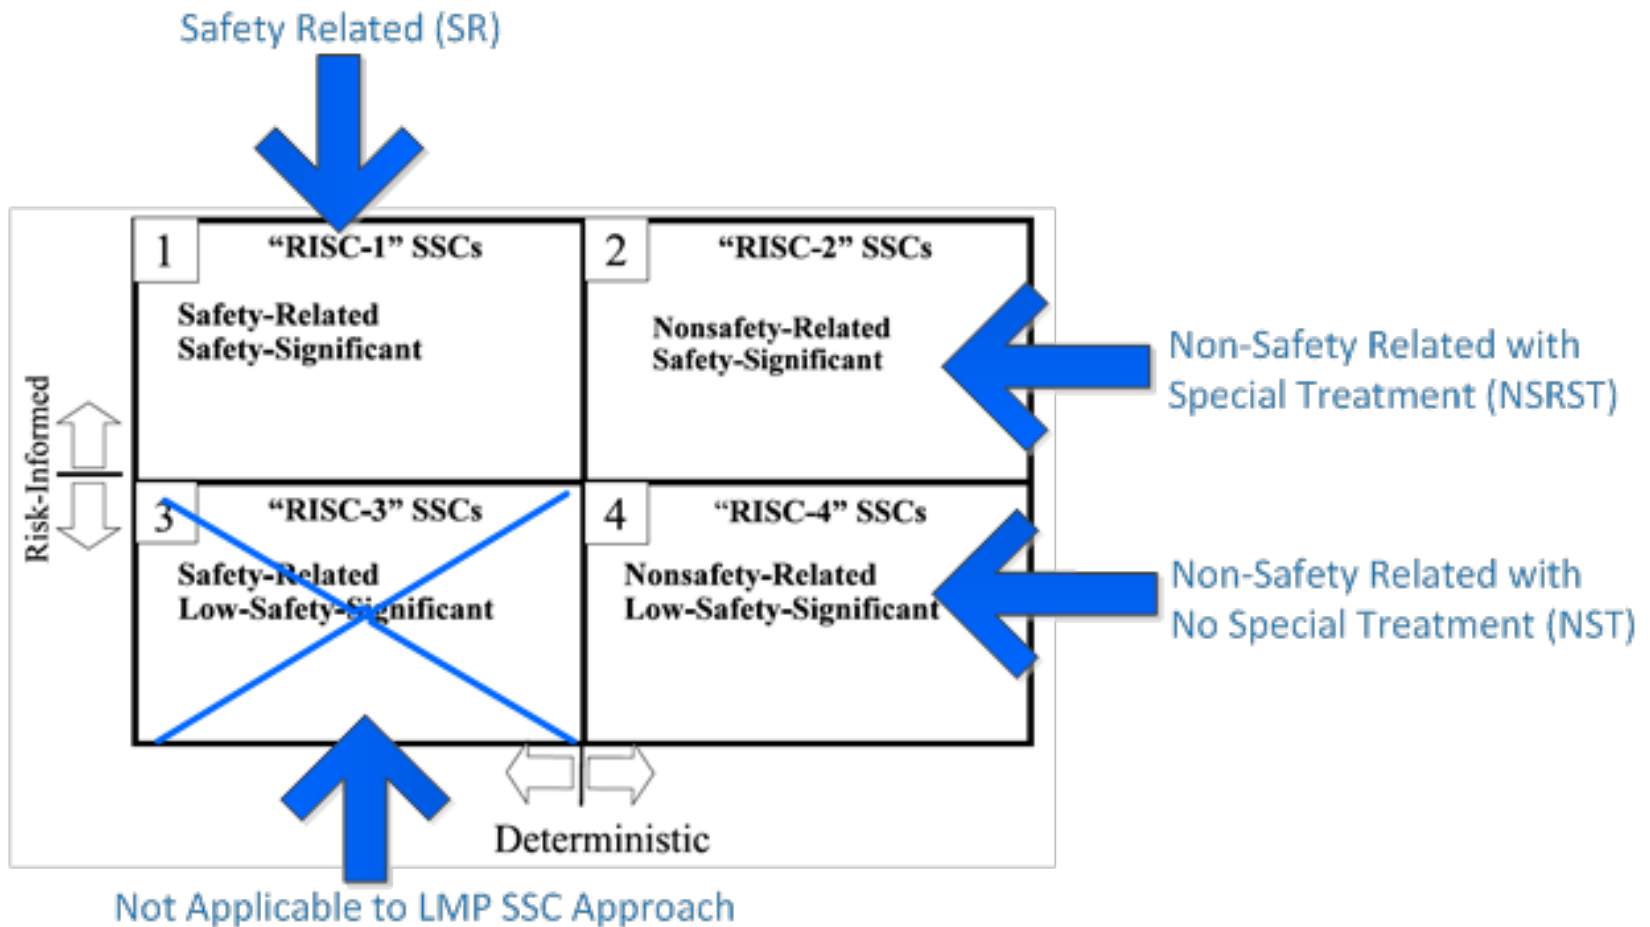 Safety Related (SR)
1
“RISC-1” SSCs
Safety-Related
Safety-Significant
2
“RISC-2” SSCs
Nonsafety-Related
Safety-Significant
Non-Safety Related with
Special Treatment (NSRST)
Risk-Informed
3
“RISC-3” SSCs
Safety-Related
Low-Safety-Significant
4
“RISC-4” SSCs
Nonsafety-Related
Low-Safety-Significant
Non-Safety Related with
No Special Treatment (NST)
Deterministic
Not Applicable to LMP SSC Approach